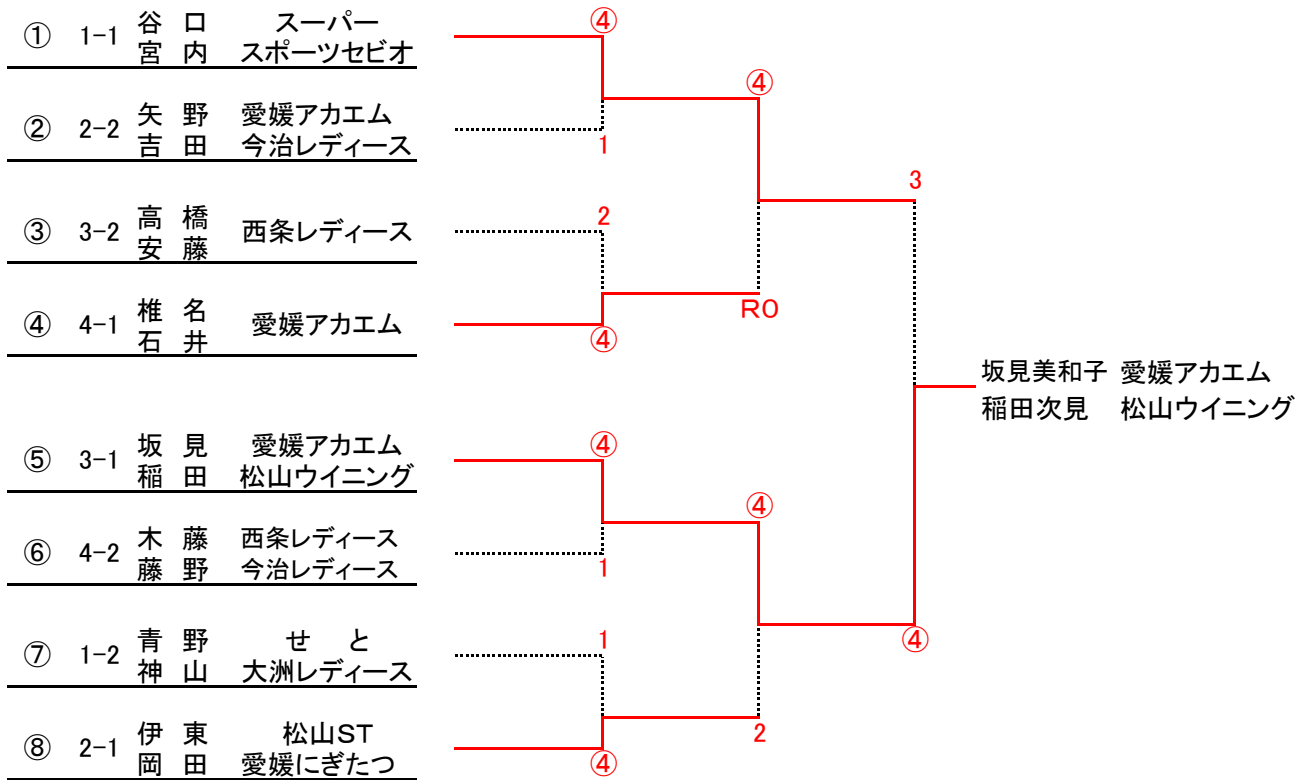 ① 1-1 谷 口 スーパー
宮 内 スポーツセビオ
④
④
② 2-2 矢 野 愛媛アカエム
吉 田 今治レディース
1
3
③ 3-2 高 橋 西条レディース
安 藤
2
④ 4-1 椎 名 愛媛アカエム
石 井
④
RO
坂見美和子 愛媛アカエム
稲田次見 松山ウイニング
⑤ 3-1 坂 見 愛媛アカエム
稲 田 松山ウイニング
④
④
⑥ 4-2 木 藤 西条レディース
藤 野 今治レディース
1
⑦ 1-2 青 野 せ と
神 山 大洲レディース
1
④
⑧ 2-1 伊 東 松山ST
岡 田 愛媛にぎたつ
④
2